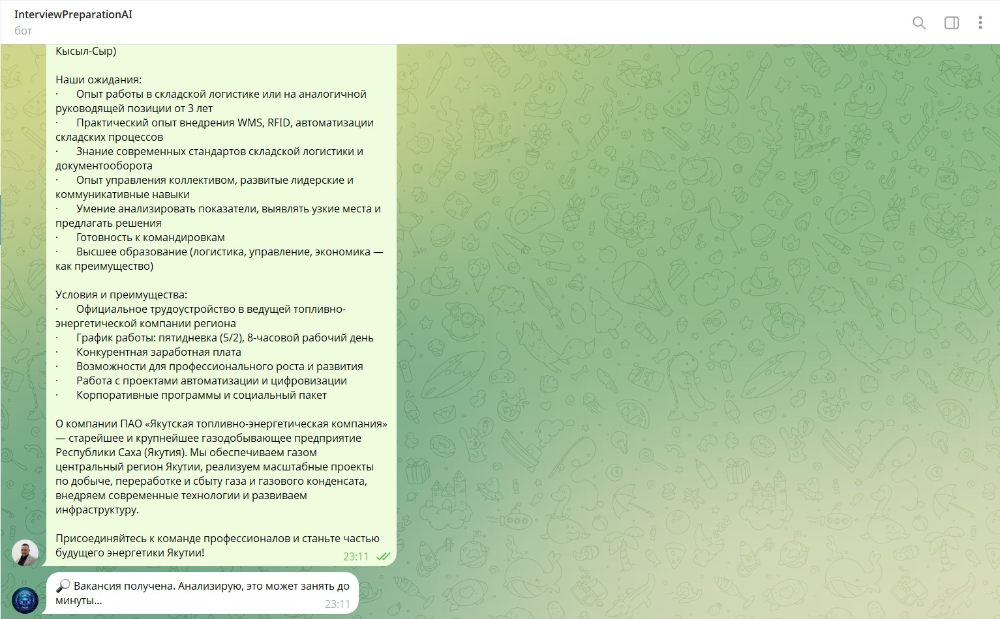 InterviewPreparationAI
бот
Кысыл-Сыр)
Наши ожидания:
· Опыт работы в складской логистике или на аналогичной
руководящей позиции от 3 лет
· Практический опыт внедрения WMS, RFID, автоматизации
складских процессов
· Знание современных стандартов складской логистики и
документооборота
· Опыт управления коллективом, развитые лидерские и
коммуникативные навыки
· Умение анализировать показатели, выявлять узкие места и
предлагать решения
· Готовность к командировкам
· Высшее образование (логистика, управление, экономика —
как преимущество)
Условия и преимущества:
· Официальное трудоустройство в ведущей топливно-
энергетической компании региона
· График работы: пятидневка (5/2), 8-часовой рабочий день
· Конкурентная заработная плата
· Возможности для профессионального роста и развития
· Работа с проектами автоматизации и цифровизации
· Корпоративные программы и социальный пакет
О компании ПАО «Якутская топливно-энергетическая компания»
— старейшее и крупнейшее газодобывающее предприятие
Республики Саха (Якутия). Мы обеспечиваем газом
центральный регион Якутии, реализуем масштабные проекты
по добыче, переработке и сбыту газа и газового конденсата,
внедряем современные технологии и развиваем
инфраструктуру.
Присоединяйтесь к команде профессионалов и станьте частью
будущего энергетики Якутии!
23:11
🔎 Вакансия получена. Анализирую, это может занять до
минуты...
23:11